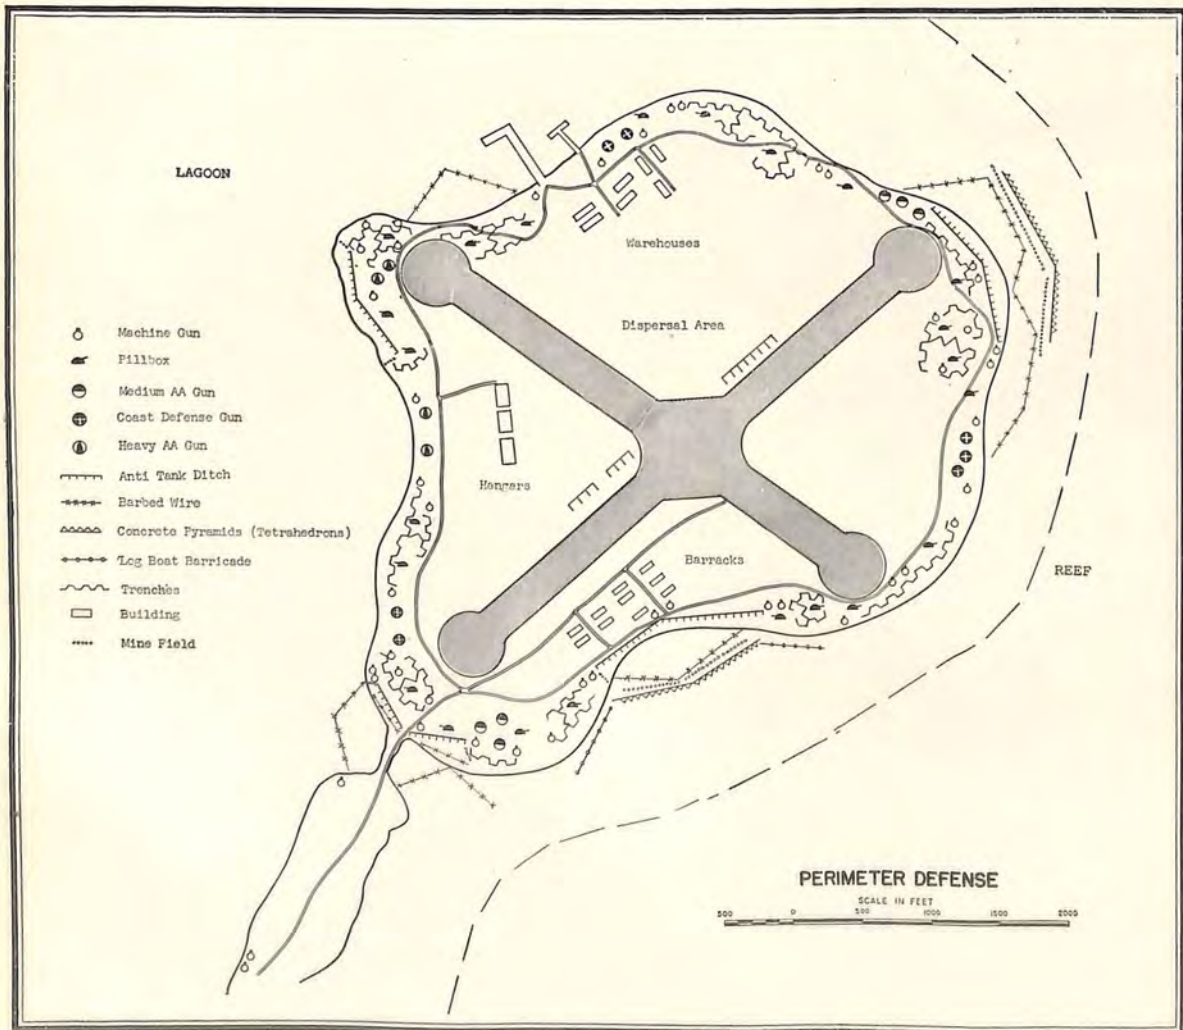 LAGOON
Warehouses
Dispersal Area
Machine Gun
Pillbox
Medium AA Gun
Coast Defense Gun
Heavy AA Gun
Anti Tank Ditch
Barbed Wire
Concrete Pyramids (Tetrahedrons)
Log Boat Barricade
Trenches
Building
Mine Field
Hangers
Barracks
REEF
PERIMETER DEFENSE
SCALE IN FEET
500 0 500 1000 1500 2000